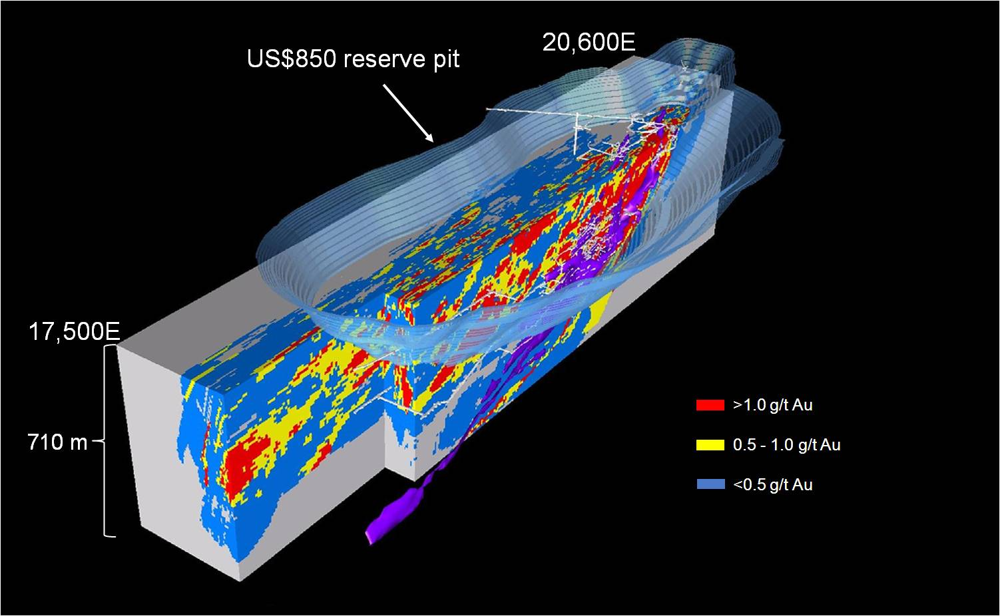 20,600E
US$850 reserve pit
17,500E
710 m
>1.0 g/t Au
0.5 - 1.0 g/t Au
<0.5 g/t Au